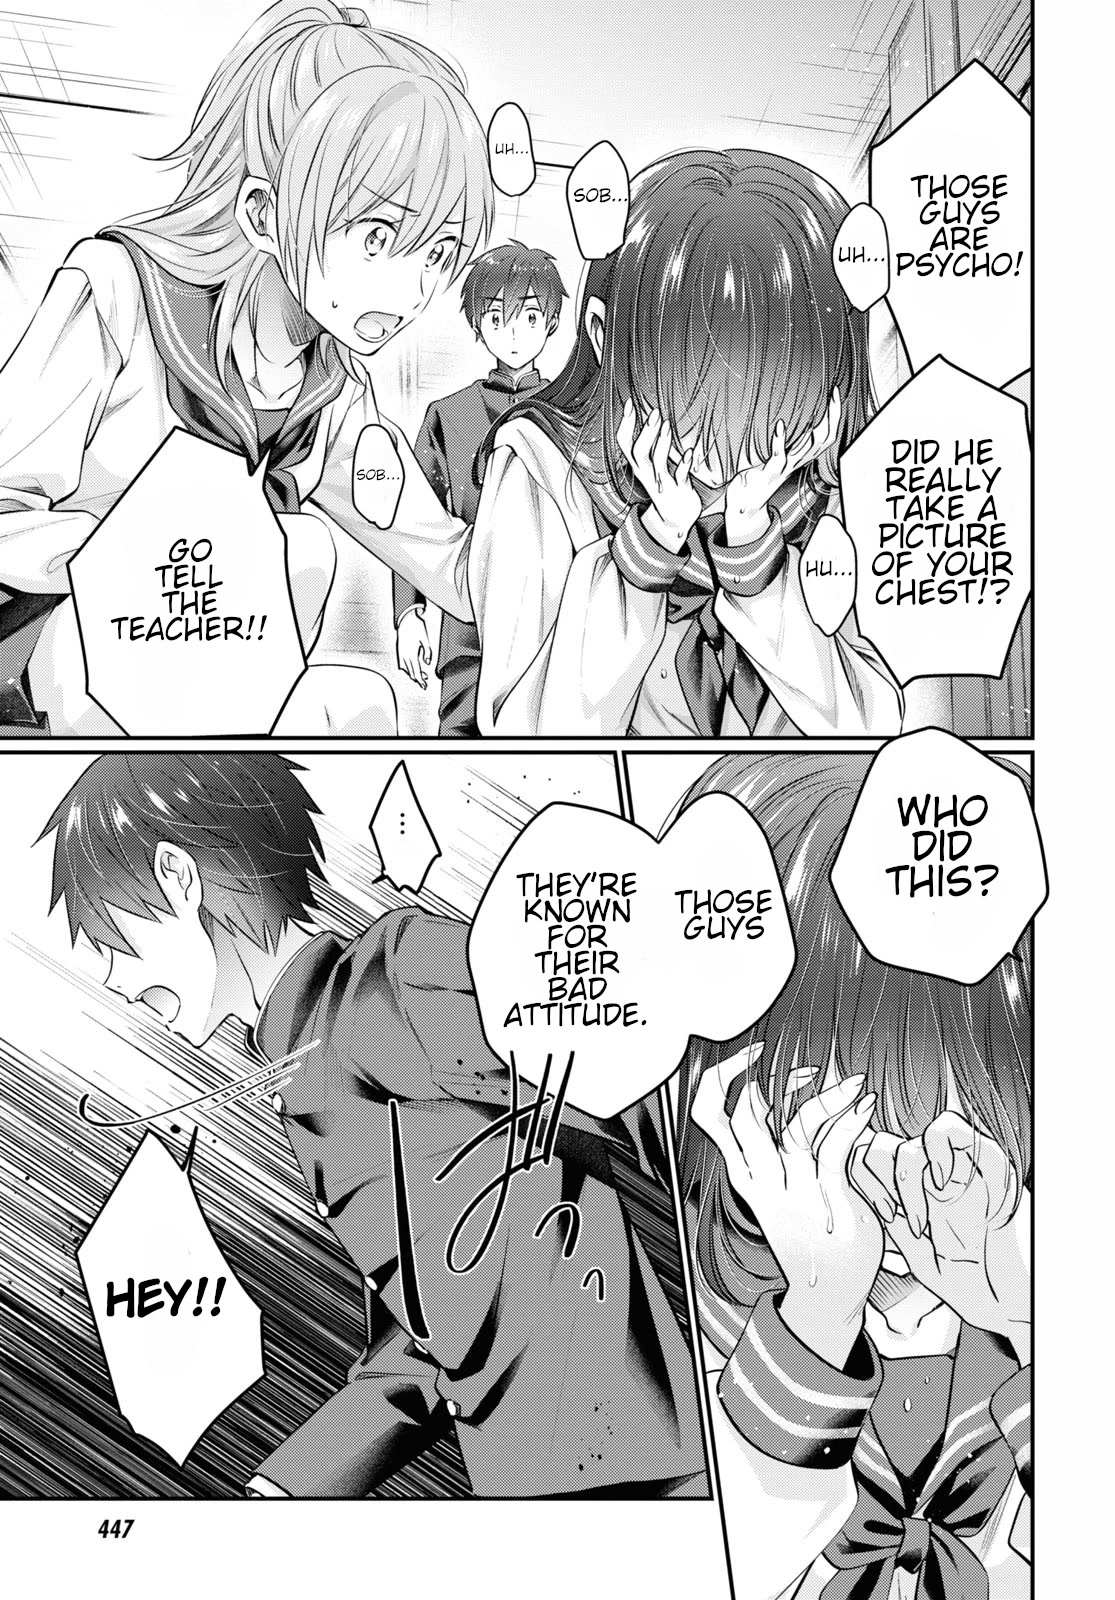 THOSE
GUYS
ARE
PSYCHO!
DID HE
REALLY
TAKE A
PICTURE
OF YOUR
CHEST!?
UH...
SOB...
UH...
HU...
SOB...
GO
TELL
THE
TEACHER!!
WHO
DID
THIS?
THOSE
GUYS
THEY'RE
KNOWN
FOR
THEIR
BAD
ATTITUDE.
...
HEY!!
447